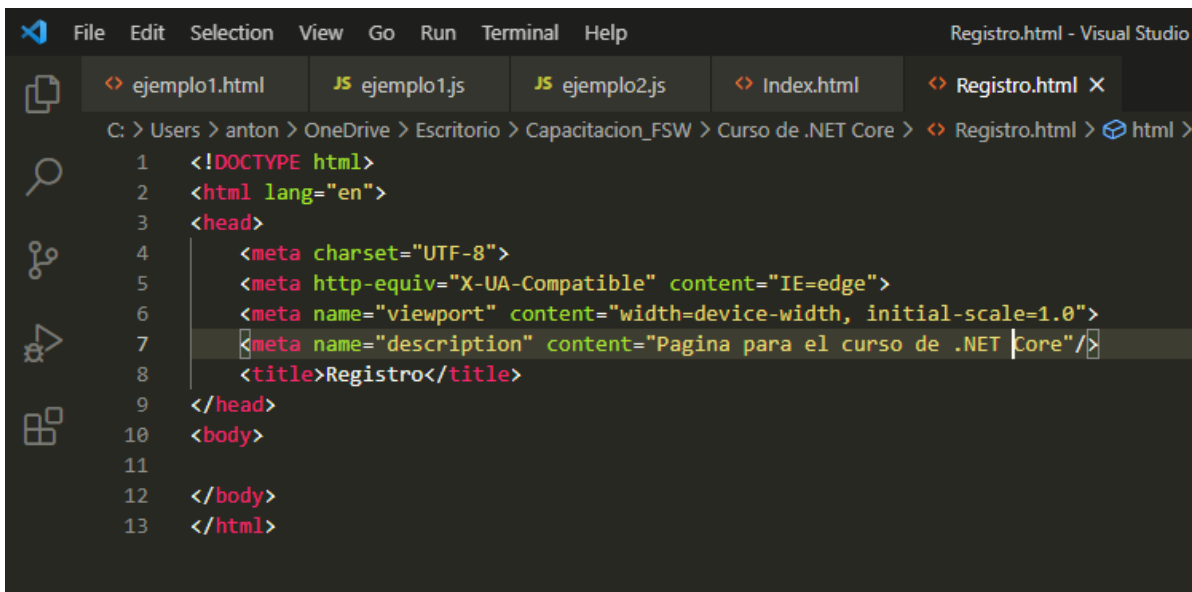 File Edit Selection View Go Run Terminal Help Registro.html - Visual Studio
ejemplo1.html JS ejemplo1.js JS ejemplo2.js Index.html Registro.html
C: > Users > anton > OneDrive > Escritorio > Capacitacion_FSW > Curso de .NET Core > Registro.html > html >
1 <!DOCTYPE html>
2 <html lang="en">
3 <head>
4 <meta charset="UTF-8">
5 <meta http-equiv="X-UA-Compatible" content="IE=edge">
6 <meta name="viewport" content="width=device-width, initial-scale=1.0">
7 <meta name="description" content="Pagina para el curso de .NET Core"/>
8 <title>Registro</title>
9 </head>
10 <body>
11
12 </body>
13 </html>